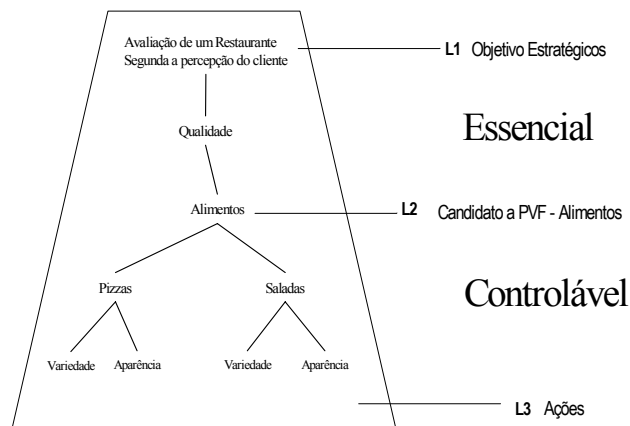 Avaliação de um Restaurante
Segunda a percepção do cliente
L1 Objetivo Estratégicos
Essencial
Qualidade
Alimentos
L2 Candidato a PVF - Alimentos
Pizzas
Saladas
Controlável
Variedade
Aparência
Variedade
Aparência
L3 Ações